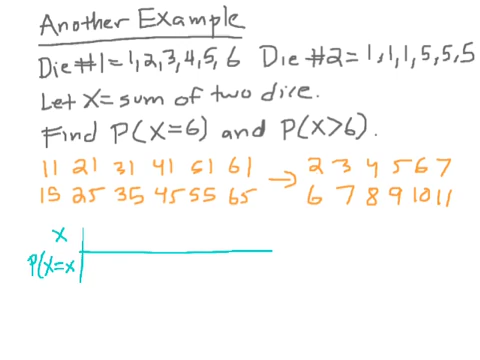 Another Example
Die #1=1,2,3,4,5,6 Die #2=1,1,1,5,5,5
Let X=sum of two dice.
Find P(X=6) and P(X>6).
11 21 31 41 51 61 → 2 3 4 5 6 7
15 25 35 45 55 65 6 7 8 9 10 11
X
P(X=x)